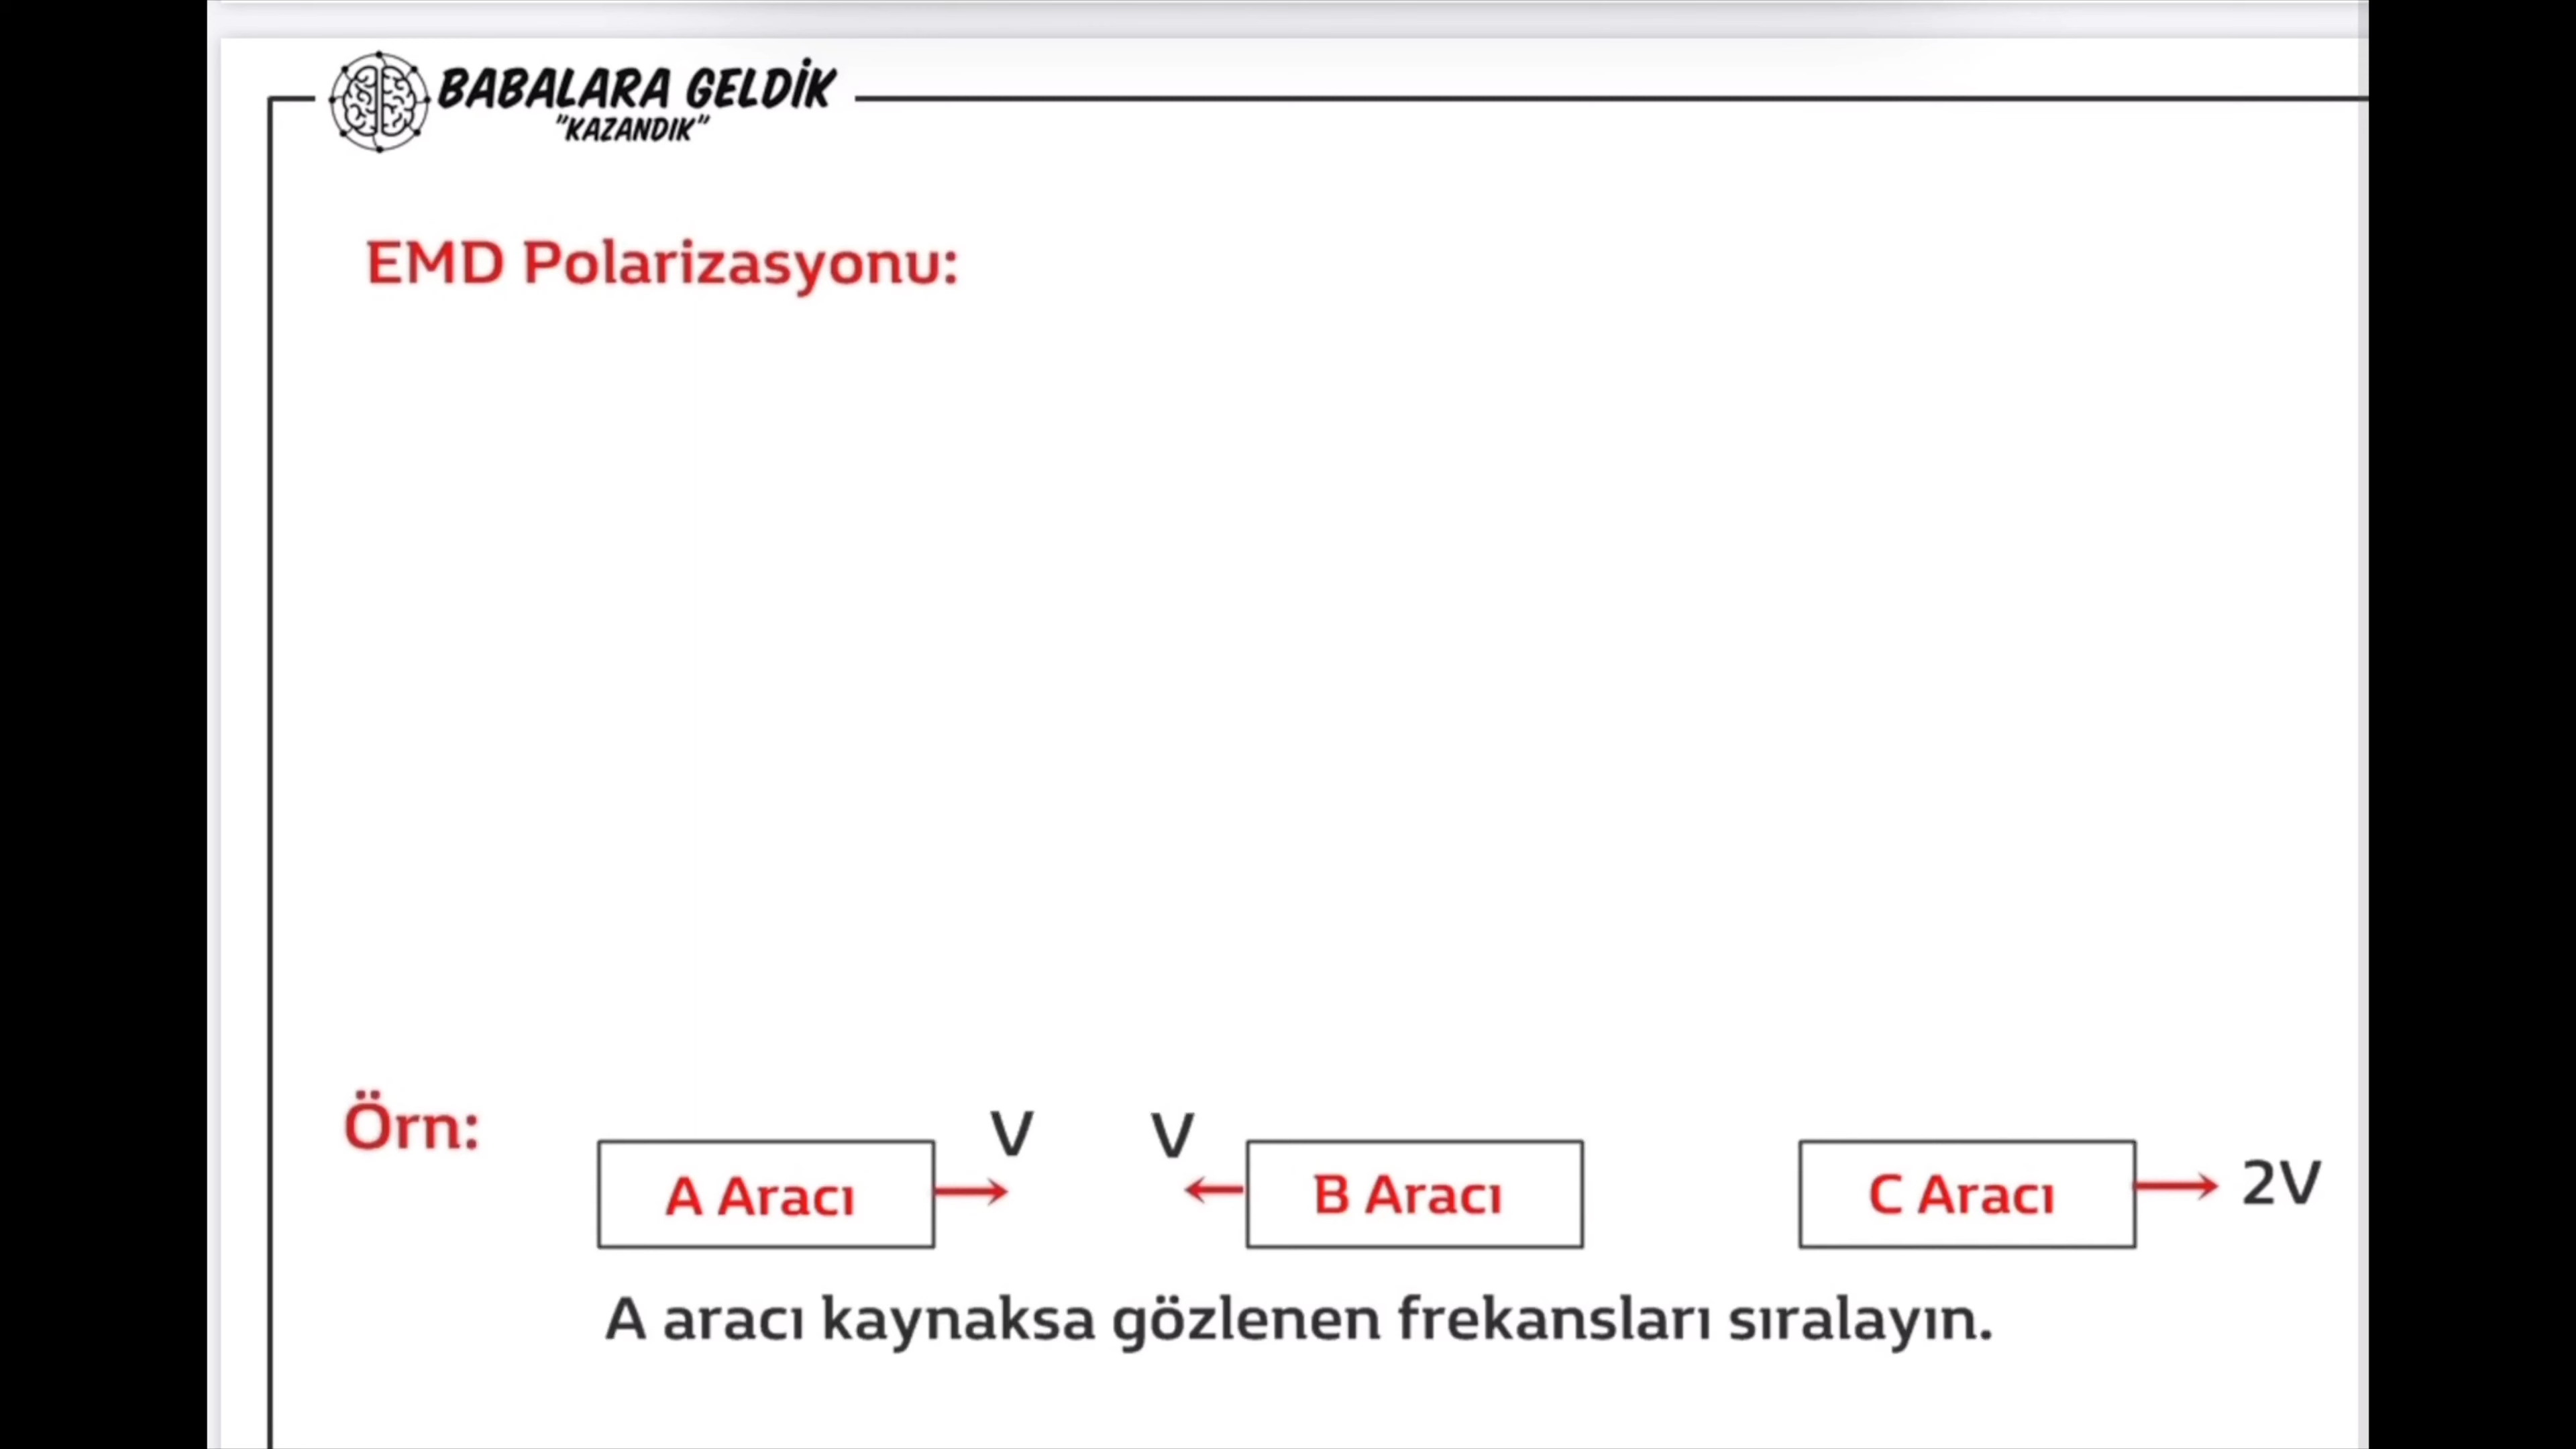 BABALARA GELDİK
"KAZANDIK"
EMD Polarizasyonu:
Örn:
V V
A Aracı B Aracı C Aracı 2V
A aracı kaynaksa gözlenen frekansları sıralayın.